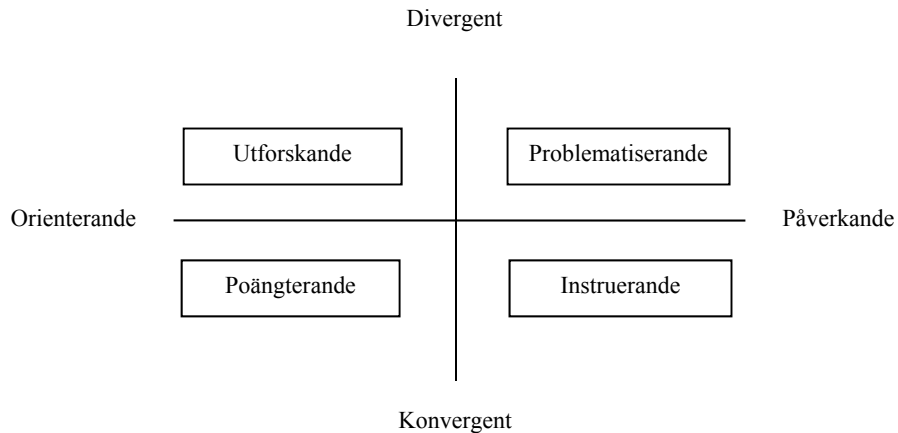 Divergent
Utforskande
Problematiserande
Orienterande
Påverkande
Poängterande
Instruerande
Konvergent